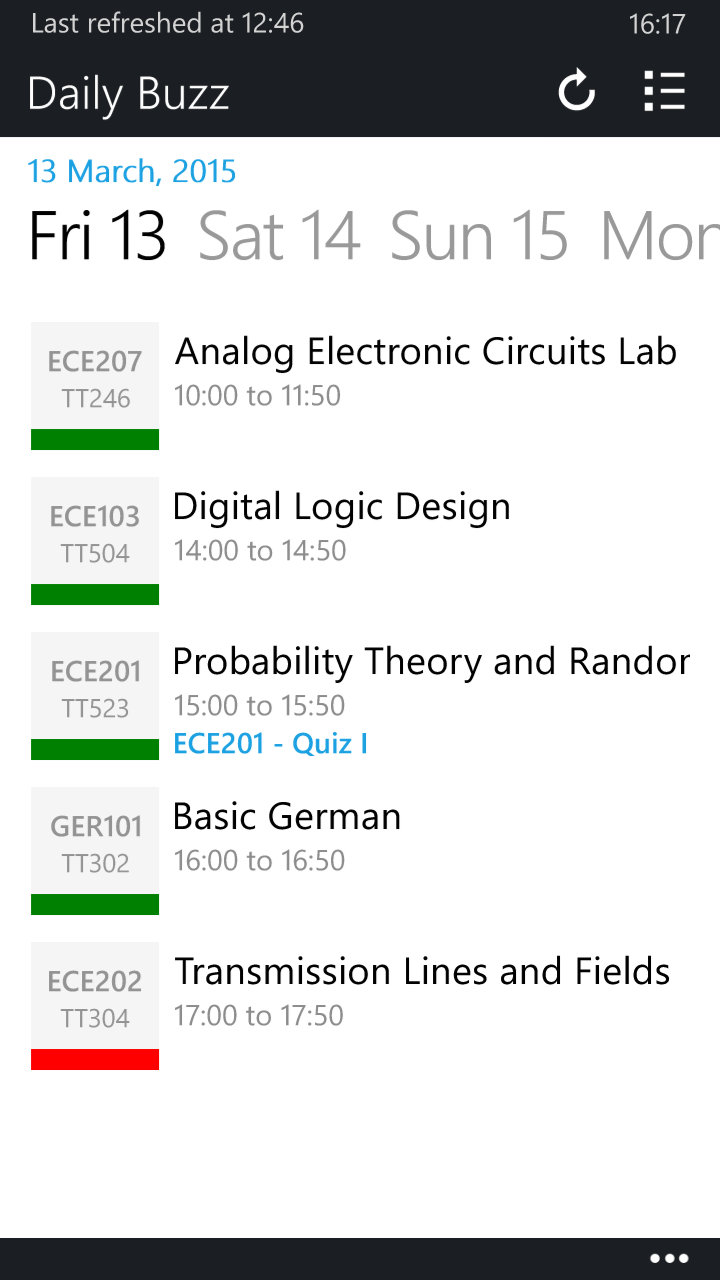 Last refreshed at 12:46 16:17
Daily Buzz
13 March, 2015
Fri 13 Sat 14 Sun 15 Mon
ECE207
TT246
Analog Electronic Circuits Lab
10:00 to 11:50
ECE103
TT504
Digital Logic Design
14:00 to 14:50
ECE201
TT523
Probability Theory and Randor
15:00 to 15:50
ECE201 - Quiz I
GER101
TT302
Basic German
16:00 to 16:50
ECE202
TT304
Transmission Lines and Fields
17:00 to 17:50